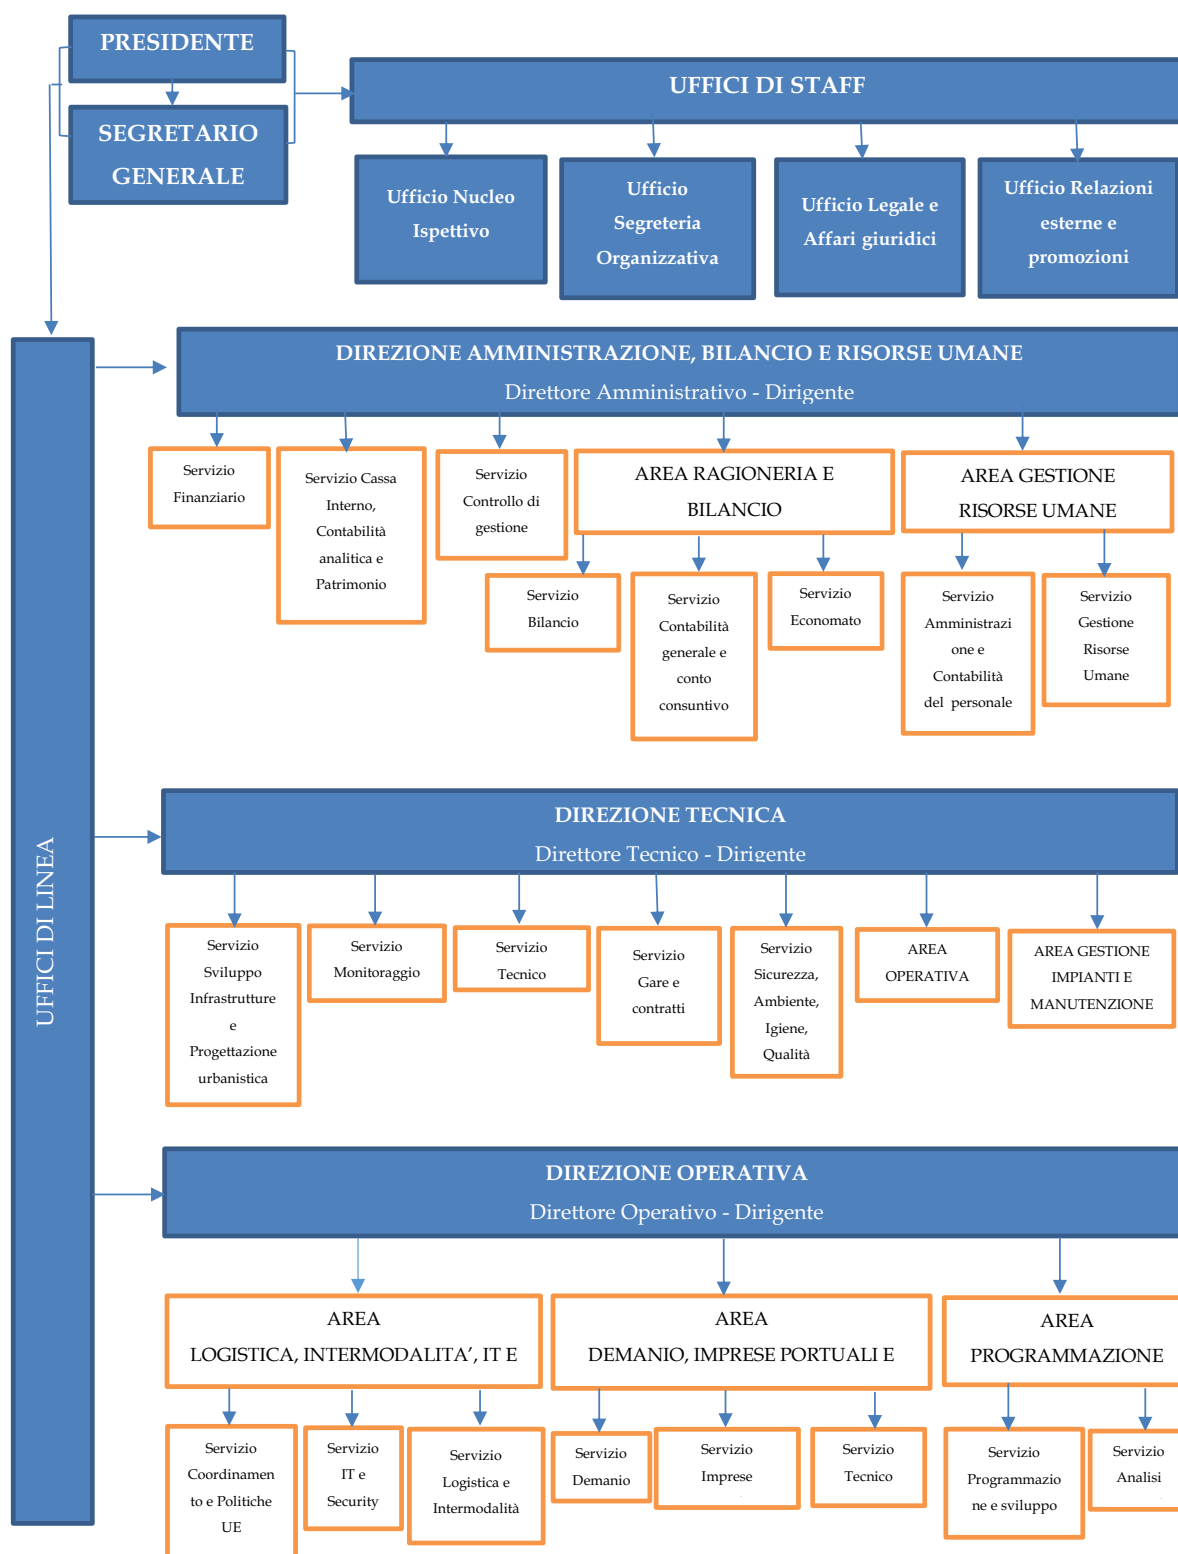 PRESIDENTE
SEGRETARIO
GENERALE
UFFICI DI STAFF
Ufficio Nucleo
Ispettivo
Ufficio
Segreteria
Organizzativa
Ufficio Legale e
Affari giuridici
Ufficio Relazioni
esterne e
promozioni
UFFICI DI LINEA
DIREZIONE AMMINISTRAZIONE, BILANCIO E RISORSE UMANE
Direttore Amministrativo - Dirigente
Servizio
Finanziario
Servizio Cassa
Interno,
Contabilità
analitica e
Patrimonio
Servizio
Controllo di
gestione
AREA RAGIONERIA E
BILANCIO
AREA GESTIONE
RISORSE UMANE
Servizio
Bilancio
Servizio
Contabilità
generale e
conto
consuntivo
Servizio
Economato
Servizio
Amministrazi
one e
Contabilità
del personale
Servizio
Gestione
Risorse
Umane
DIREZIONE TECNICA
Direttore Tecnico - Dirigente
Servizio
Sviluppo
Infrastrutture
e
Progettazione
urbanistica
Servizio
Monitoraggio
Servizio
Tecnico
Servizio
Gare e
contratti
Servizio
Sicurezza,
Ambiente,
Igiene,
Qualità
AREA
OPERATIVA
AREA GESTIONE
IMPIANTI E
MANUTENZIONE
DIREZIONE OPERATIVA
Direttore Operativo - Dirigente
AREA
LOGISTICA, INTERMODALITA’, IT E
AREA
DEMANIO, IMPRESE PORTUALI E
AREA
PROGRAMMAZIONE
Servizio
Coordinamen
to e Politiche
UE
Servizio
IT e
Security
Servizio
Logistica e
Intermodalità
Servizio
Demanio
Servizio
Imprese
Servizio
Tecnico
Servizio
Programmazio
ne e sviluppo
Servizio
Analisi